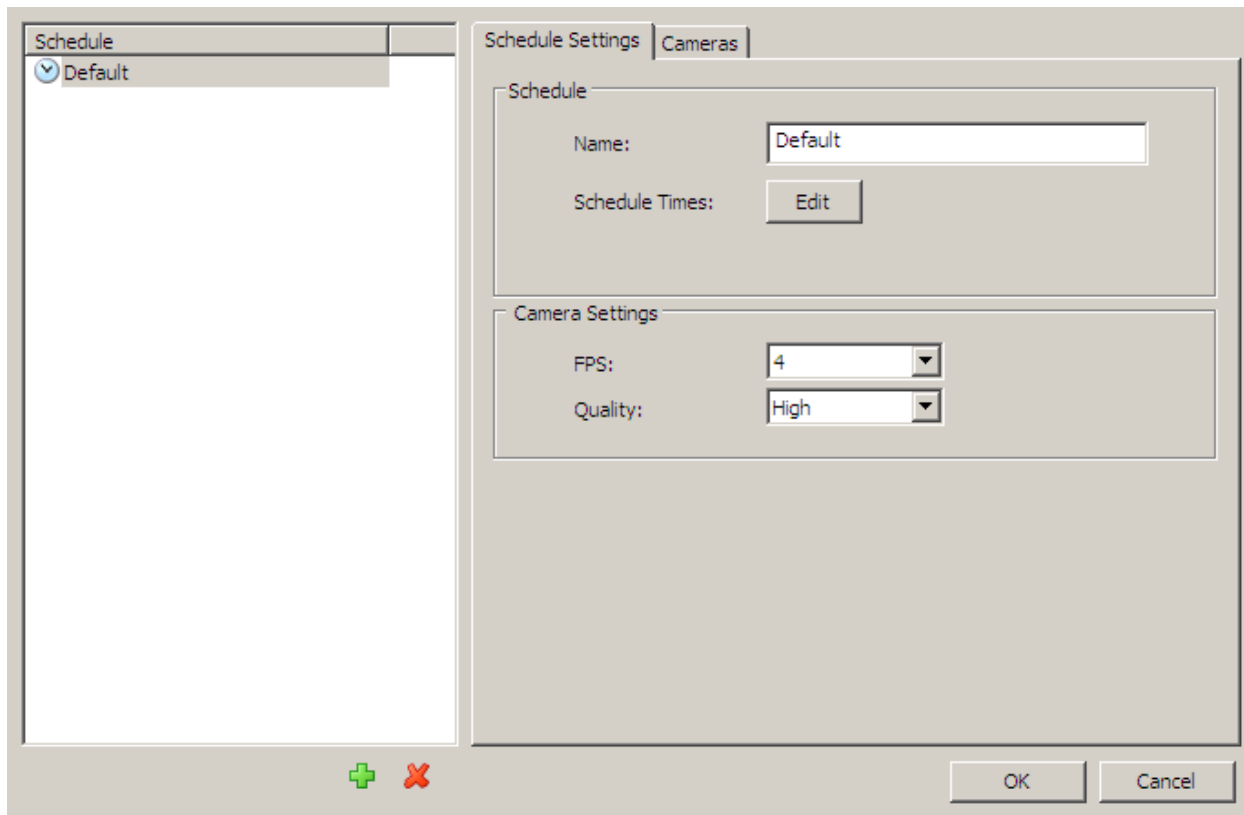 Schedule
Default
Schedule Settings Cameras
Schedule
Name: Default
Schedule Times: Edit
Camera Settings
FPS: 4
Quality: High
OK Cancel